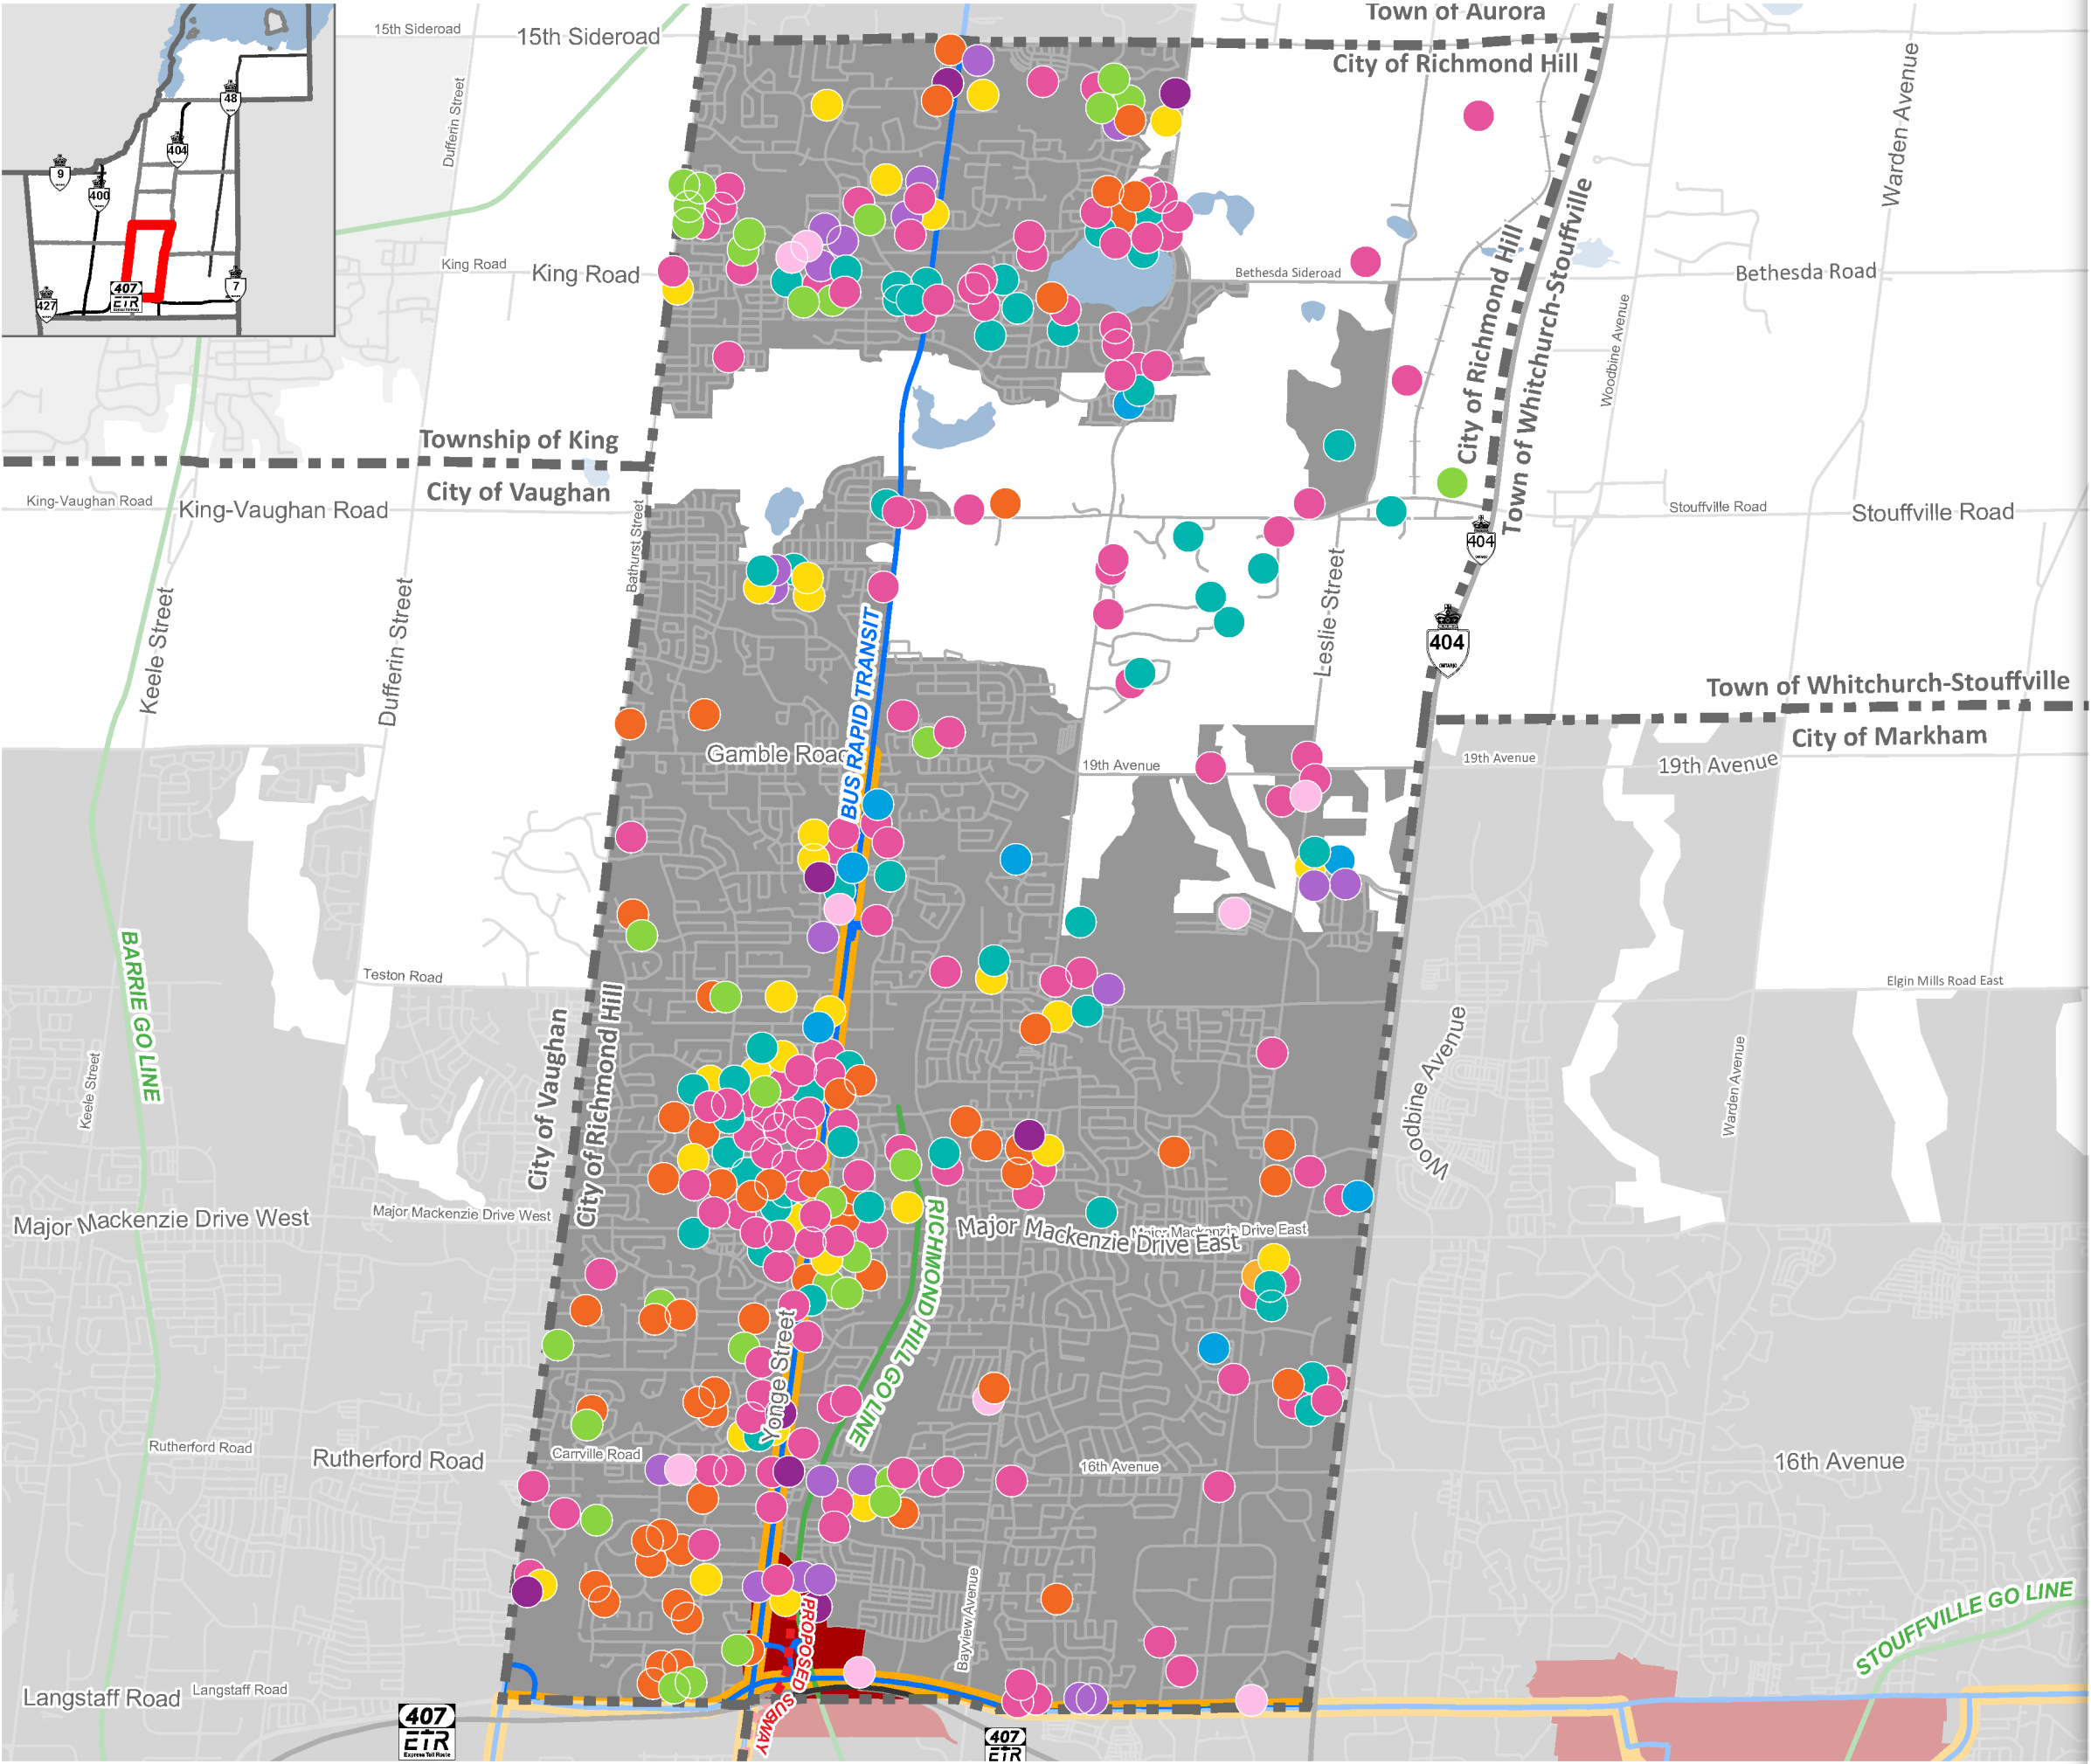 Town of Aurora
15th Sideroad
15th Sideroad
City of Richmond Hill
48
404
9
400
407
ETR
7
427
Dufferin Street
Warden Avenue
King Road
King Road
Bethesda Sideroad
Bethesda Road
City of Richmond Hill
Town of Whitchurch-Stouffville
Woodbine Avenue
Township of King
City of Vaughan
King-Vaughan Road
King-Vaughan Road
Bathurst Street
Stouffville Road
Stouffville Road
404
ONTARIO
Keele Street
Dufferin Street
BUS RAPID TRANSIT
Leslie Street
404
ONTARIO
Town of Whitchurch-Stouffville
City of Markham
Gamble Road
19th Avenue
19th Avenue
19th Avenue
BARRIE GO LINE
Teston Road
Elgin Mills Road East
City of Vaughan
City of Richmond Hill
Keele Street
Woodbine Avenue
Warden Avenue
Major Mackenzie Drive West
Major Mackenzie Drive West
RICHMOND HILL GO LINE
Major Mackenzie Drive East
Major Mackenzie Drive East
Yonge Street
Rutherford Road
Rutherford Road
Carrville Road
16th Avenue
16th Avenue
Bayview Avenue
PROPOSED SUBWAY
STOUFFVILLE GO LINE
Langstaff Road
Langstaff Road
407
ETR
Express Toll Route
407
ETR